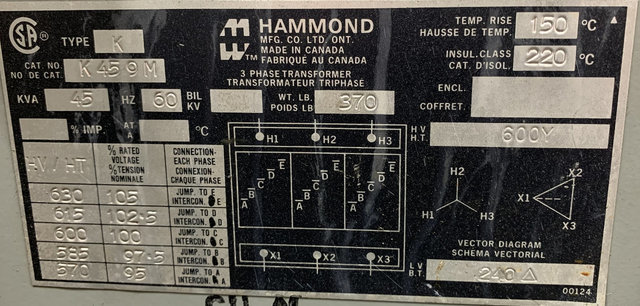 CSA
TYPE K
CAT. NO.
NO DE CAT. K459M
KVA 45 HZ 60 BIL KV
HAMMOND
MFG. CO. LTD. ONT.
MADE IN CANADA
FABRIQUE AU CANADA
3 PHASE TRANSFORMER
TRANSFORMATEUR TRIPHASE
WT. LB.
POIDS LB 370
TEMP. RISE
HAUSSE DE TEMP. 150 °C
INSUL. CLASS
CAT. D'ISOL. 220 °C
ENCL.
COFFRET.
% IMP. AT A °C
HV / HT
% RATED
VOLTAGE
% TENSION
NOMINALE
CONNECTION-
EACH PHASE
CONNEXION-
CHAQUE PHASE
630 105 JUMP. TO E INTERCON. À E
615 102.5 JUMP. TO D INTERCON. À D
600 100 JUMP. TO C INTERCON. À C
585 97.5 JUMP. TO B INTERCON. À B
570 95 JUMP. TO A INTERCON. À A
H1 H2 H3
E E E
D D D
C C C
B B B
A A A
X1 X2 X3
HV
H.T. 600Y
H2
H1 H3
X2
X1
X3
VECTOR DIAGRAM
SCHEMA VECTORIAL
LV
B.T. 240 Δ
00124